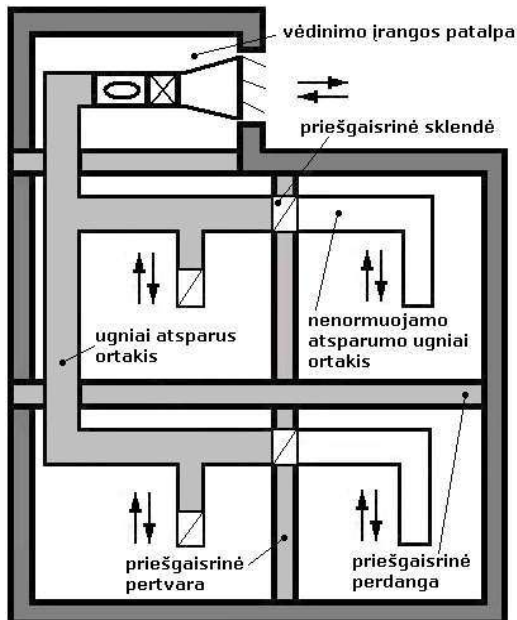 vėdinimo įrangos patalpa
priešgaisrinė sklendė
ugniai atsparus
ortakis
nenormuojamo
atsparumo ugniai
ortakis
priešgaisrinė
pertvara
priešgaisrinė
perdanga